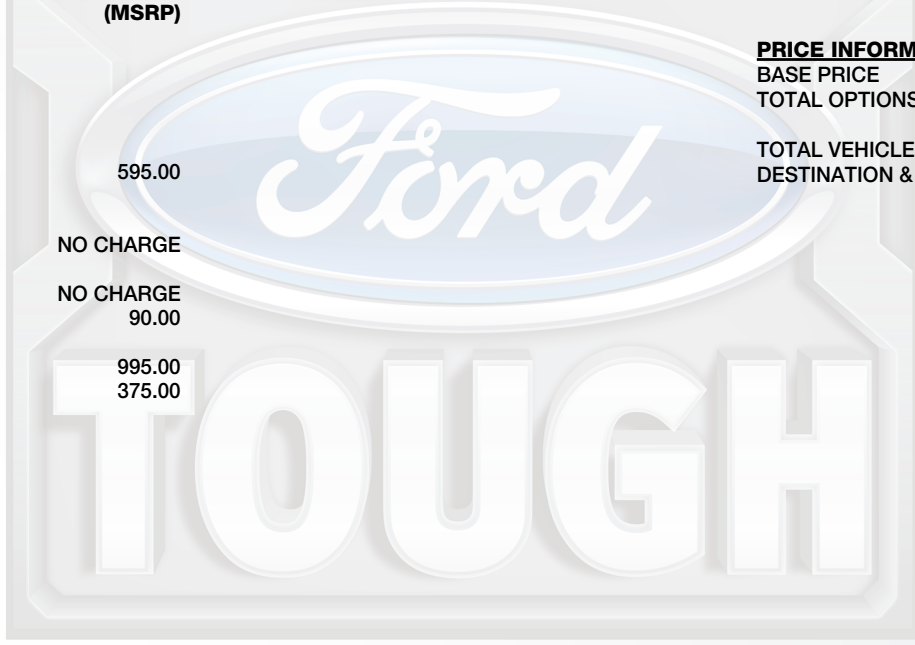 (MSRP)
PRICE INFORM
BASE PRICE
TOTAL OPTIONS
TOTAL VEHICLE
595.00
DESTINATION &
Ford
NO CHARGE
NO CHARGE
90.00
995.00
375.00
TOUGH